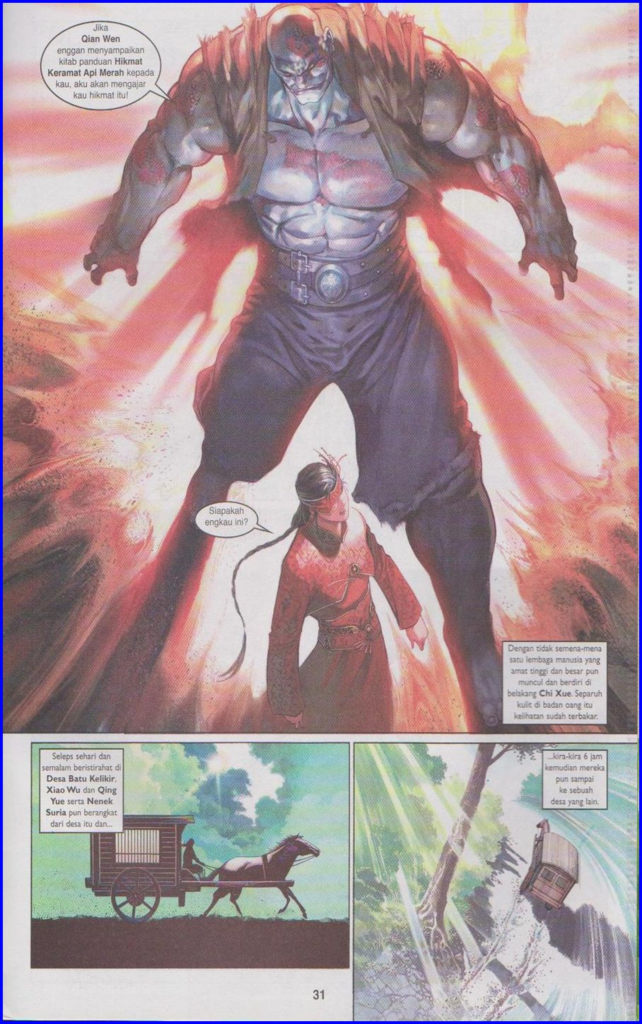 Jika
Qian Wen
enggan menyampaikan
kitab panduan Hikmat
Keramat Api Merah kepada
kau, aku akan mengajar
kau hikmat itu!
Siapakah
engkau ini?
Dengan tidak semena-mena
satu lembaga manusia yang
amat tinggi dan besar pun
muncul dan berdiri di
belakang Chi Xue. Separuh
kulit di badan oang itu
kelihatan sudah terbakar.
Seleps sehari dan
semalam beristirahat di
Desa Batu Kelikir,
Xiao Wu dan Qing
Yue serta Nenek
Suria pun berangkat
dari desa itu dan...
...kira-kira 6 jam
kemudian mereka
pun sampai
ke sebuah
desa yang lain.
31